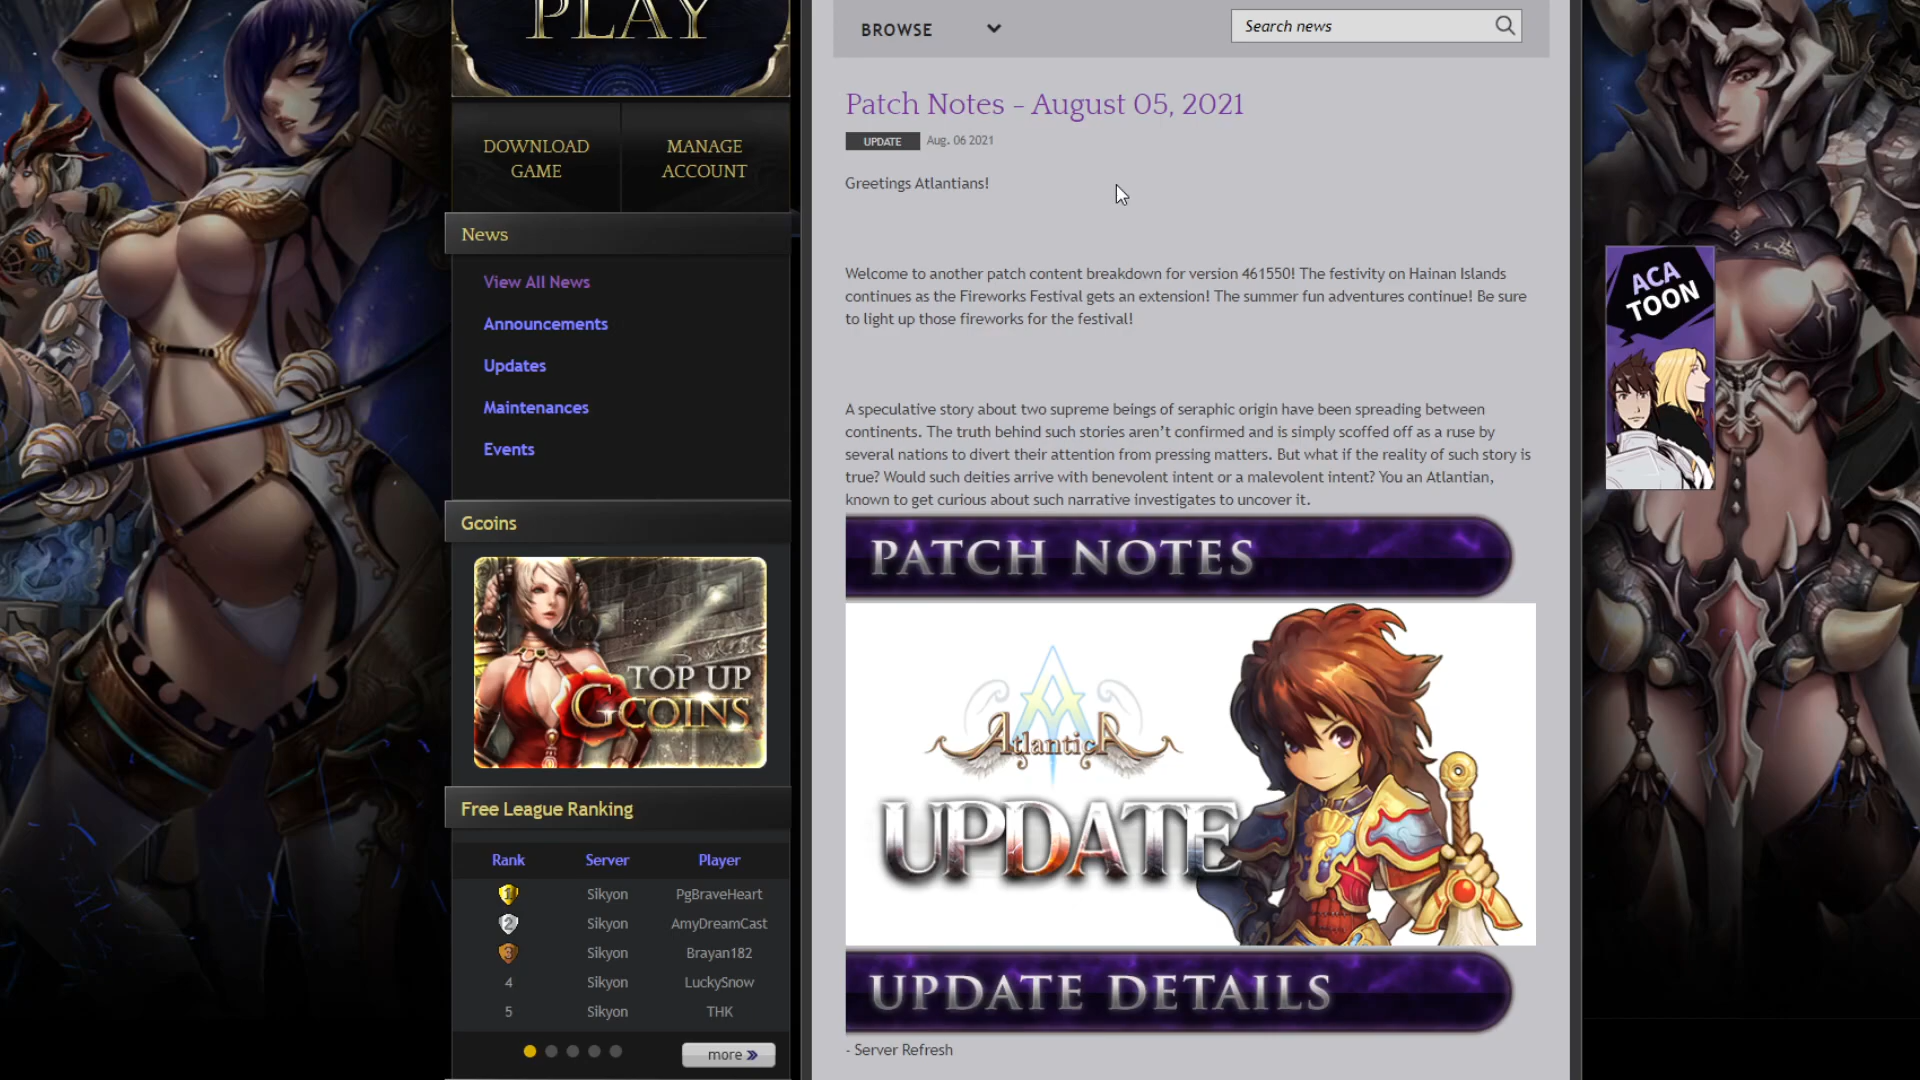 PLAY
DOWNLOAD
GAME
MANAGE
ACCOUNT
News
View All News
Announcements
Updates
Maintenances
Events
Gcoins
TOP UP
GCOINS
Free League Ranking
Rank Server Player
1 Sikyon PgBraveHeart
2 Sikyon AmyDreamCast
3 Sikyon Brayan182
4 Sikyon LuckySnow
5 Sikyon THK
more »
BROWSE
Search news
Patch Notes - August 05, 2021
UPDATE Aug. 06 2021
Greetings Atlantians!
Welcome to another patch content breakdown for version 461550! The festivity on Hainan Islands
continues as the Fireworks Festival gets an extension! The summer fun adventures continue! Be sure
to light up those fireworks for the festival!
A speculative story about two supreme beings of seraphic origin have been spreading between
continents. The truth behind such stories aren’t confirmed and is simply scoffed off as a ruse by
several nations to divert their attention from pressing matters. But what if the reality of such story is
true? Would such deities arrive with benevolent intent or a malevolent intent? You an Atlantian,
known to get curious about such narrative investigates to uncover it.
PATCH NOTES
Atlantica
UPDATE
UPDATE DETAILS
- Server Refresh
ACA
TOON